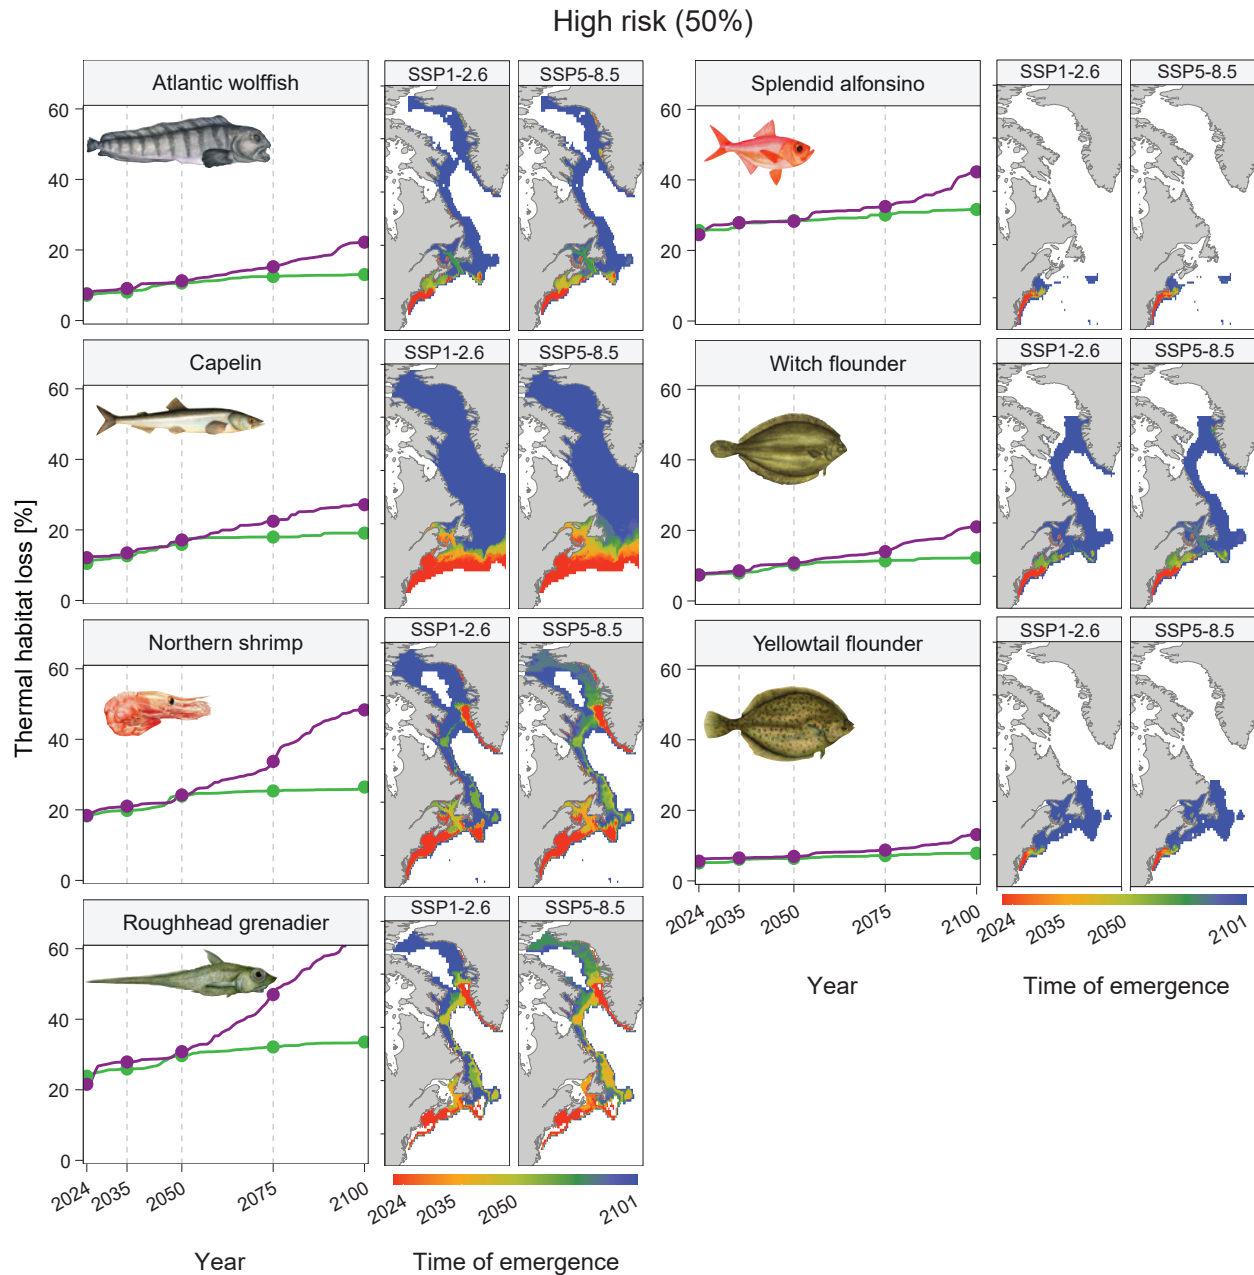 High risk (50%)
Atlantic wolffish
SSP1-2.6
SSP5-8.5
60
40
20
0
Splendid alfonsino
SSP1-2.6
SSP5-8.5
60
40
20
0
Capelin
SSP1-2.6
SSP5-8.5
60
40
20
0
Witch flounder
SSP1-2.6
SSP5-8.5
60
40
20
0
Thermal habitat loss [%]
Northern shrimp
SSP1-2.6
SSP5-8.5
60
40
20
0
Yellowtail flounder
SSP1-2.6
SSP5-8.5
60
40
20
0
2024
2035
2050
2075
2100
2024
2035
2050
2101
Year
Time of emergence
Roughhead grenadier
SSP1-2.6
SSP5-8.5
60
40
20
0
2024
2035
2050
2075
2100
2024
2035
2050
2101
Year
Time of emergence